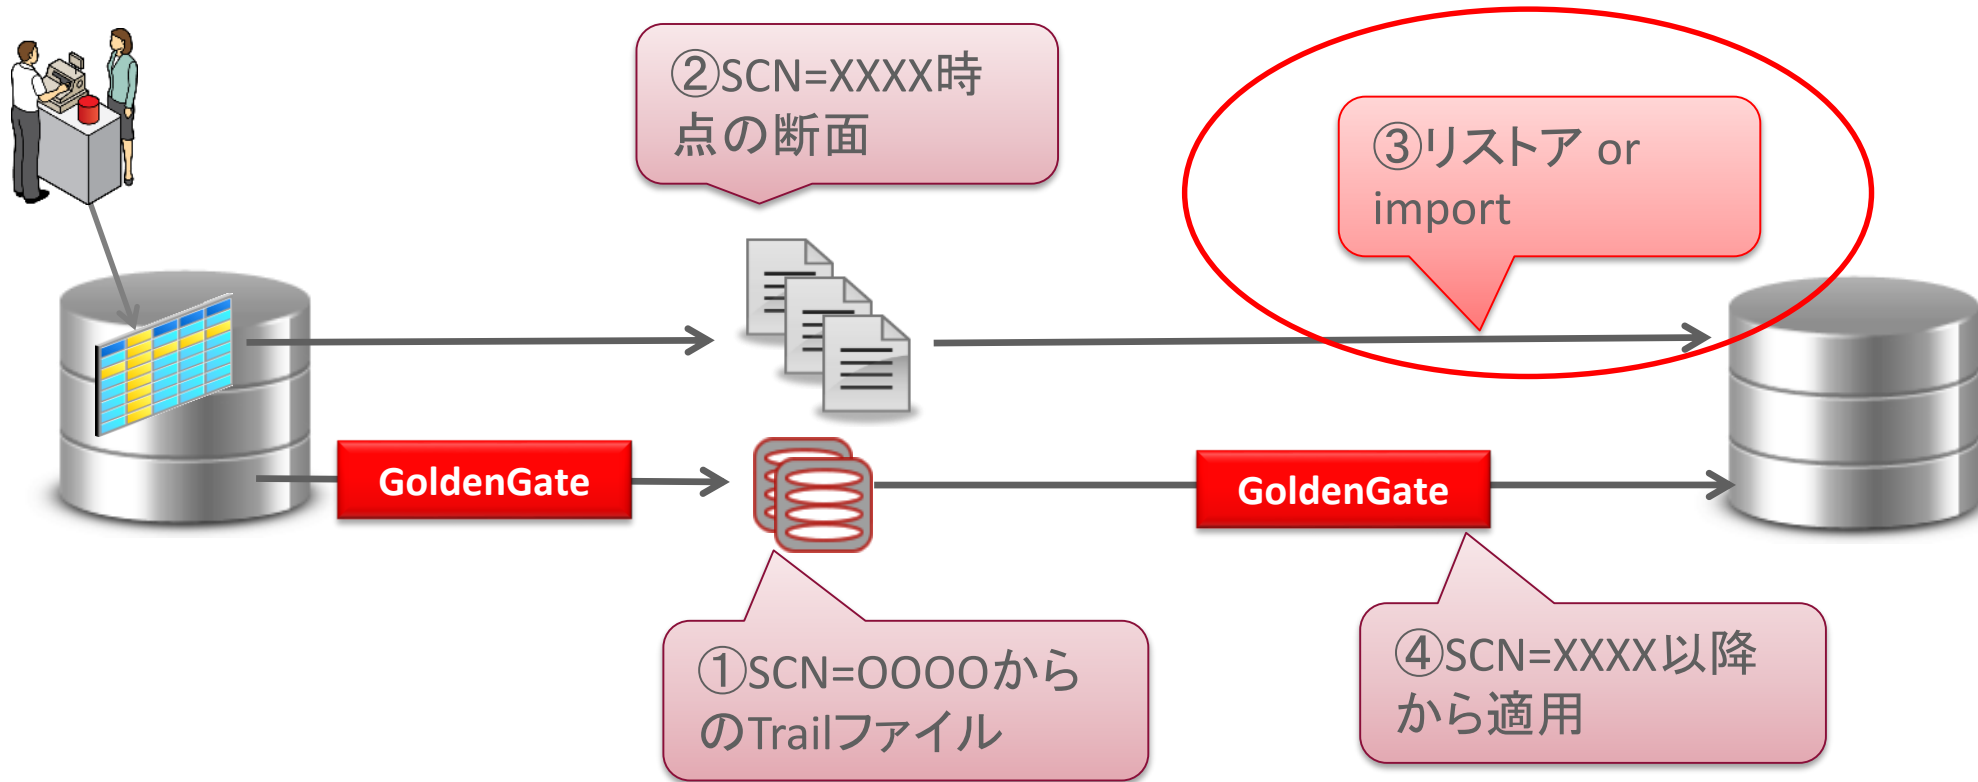 ②SCN=XXXX時
点の断面
③リストア or
import
GoldenGate
GoldenGate
①SCN=OOOOから
のTrailファイル
④SCN=XXXX以降
から適用